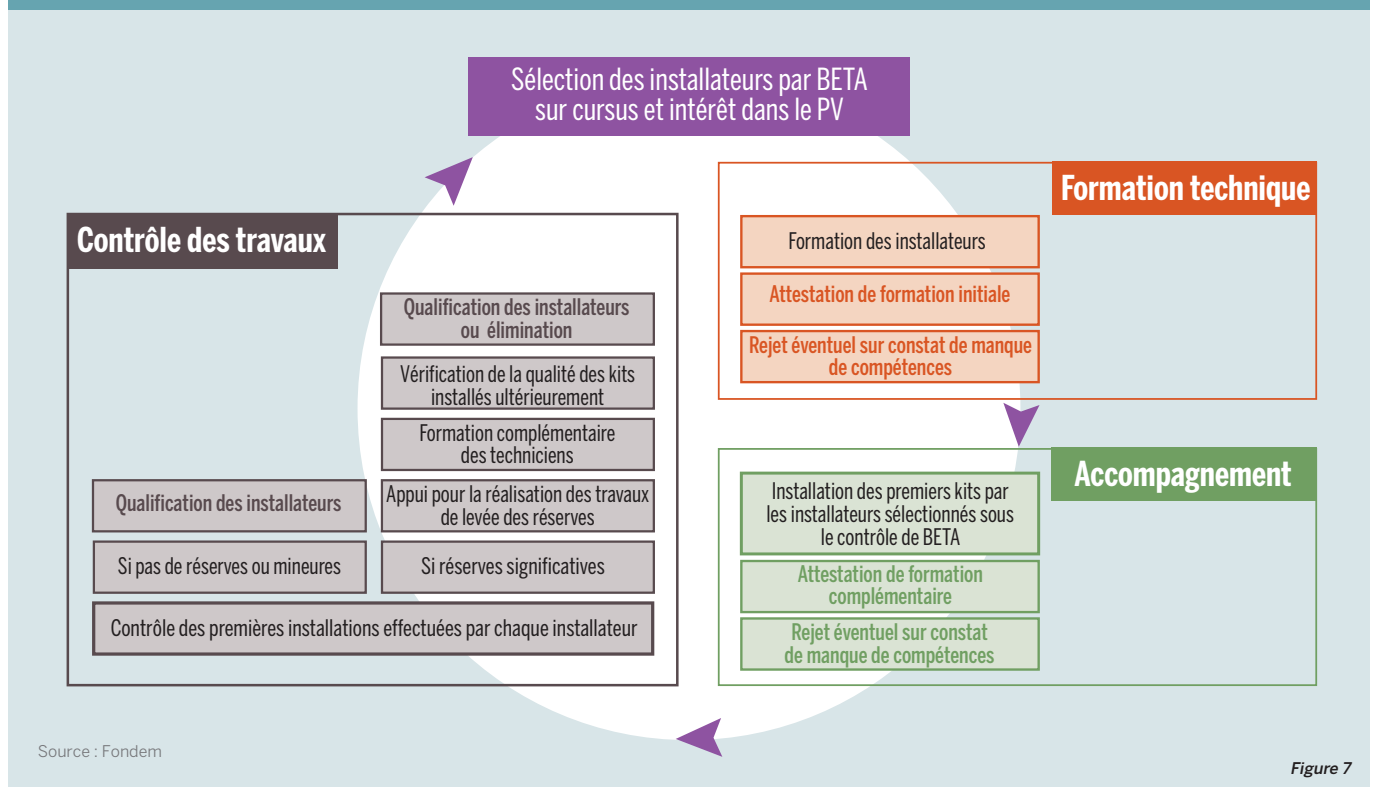 Sélection des installateurs par BETA
sur cursus et intérêt dans le PV
Formation technique
Formation des installateurs
Attestation de formation initiale
Rejet éventuel sur constat de manque
de compétences
Accompagnement
Installation des premiers kits par
les installateurs sélectionnés sous
le contrôle de BETA
Attestation de formation
complémentaire
Rejet éventuel sur constat
de manque de compétences
Contrôle des travaux
Qualification des installateurs
ou élimination
Vérification de la qualité des kits
installés ultérieurement
Formation complémentaire
des techniciens
Qualification des installateurs
Appui pour la réalisation des travaux
de levée des réserves
Si pas de réserves ou mineures
Si réserves significatives
Contrôle des premières installations effectuées par chaque installateur
Source : Fondem
Figure 7